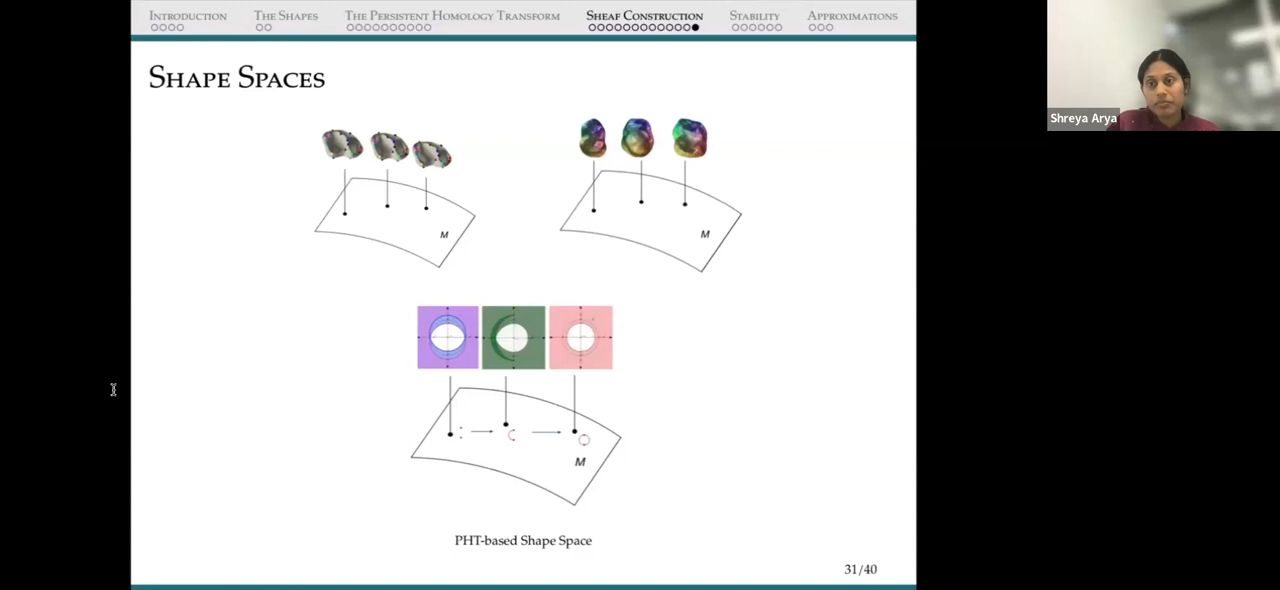 INTRODUCTION THE SHAPES THE PERSISTENT HOMOLOGY TRANSFORM SHEAF CONSTRUCTION STABILITY APPROXIMATIONS
SHAPE SPACES
Shreya Arya
M
M
M
PHT-based Shape Space
31/40